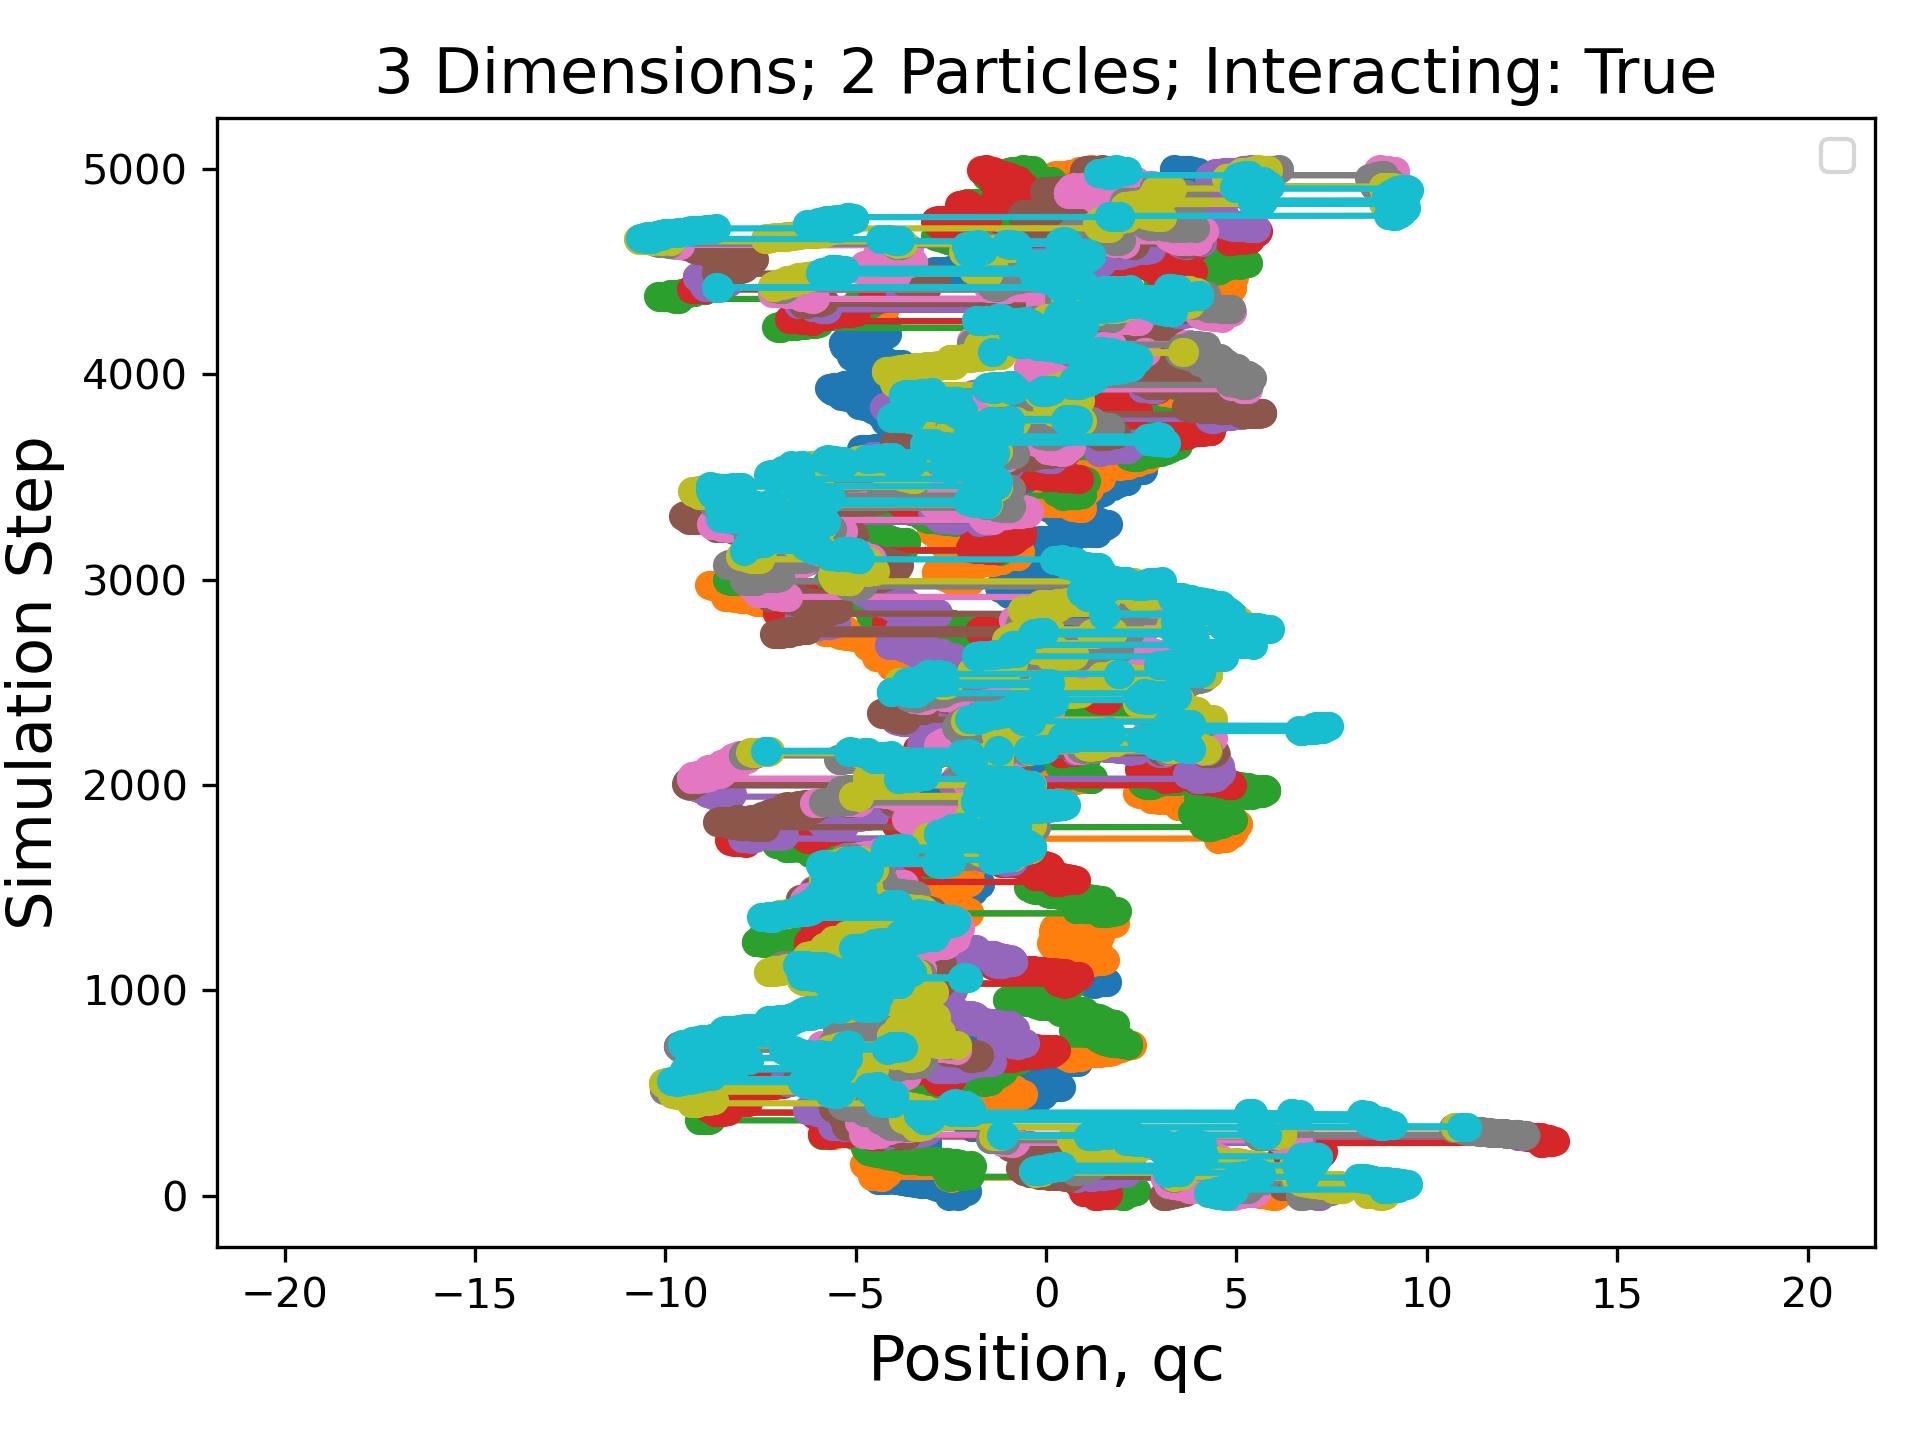 3 Dimensions; 2 Particles; Interacting: True
Simulation Step
5000
4000
3000
2000
1000
0
−20 −15 −10 −5 0 5 10 15 20
Position, qc